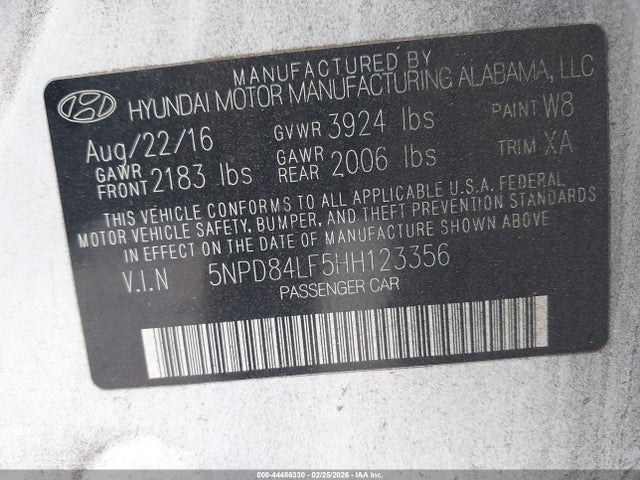 MANUFACTURED BY
HYUNDAI MOTOR MANUFACTURING ALABAMA, LLC
Aug/22/16 GVWR 3924 lbs PAINT W8
GAWR FRONT 2183 lbs GAWR REAR 2006 lbs TRIM XA
THIS VEHICLE CONFORMS TO ALL APPLICABLE U.S.A. FEDERAL
MOTOR VEHICLE SAFETY, BUMPER, AND THEFT PREVENTION STANDARDS
IN EFFECT ON THE DATE OF MANUFACTURE SHOWN ABOVE
V.I.N 5NPD84LF5HH123356
PASSENGER CAR
000-44486330 - 02/25/2026 - IAA Inc.